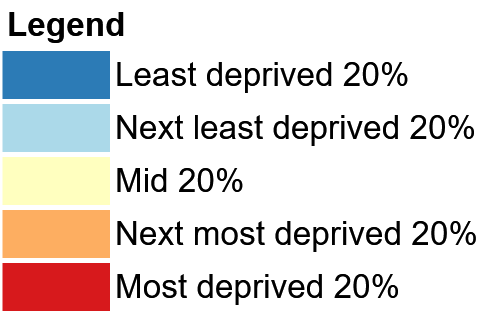 Legend
Least deprived 20%
Next least deprived 20%
Mid 20%
Next most deprived 20%
Most deprived 20%